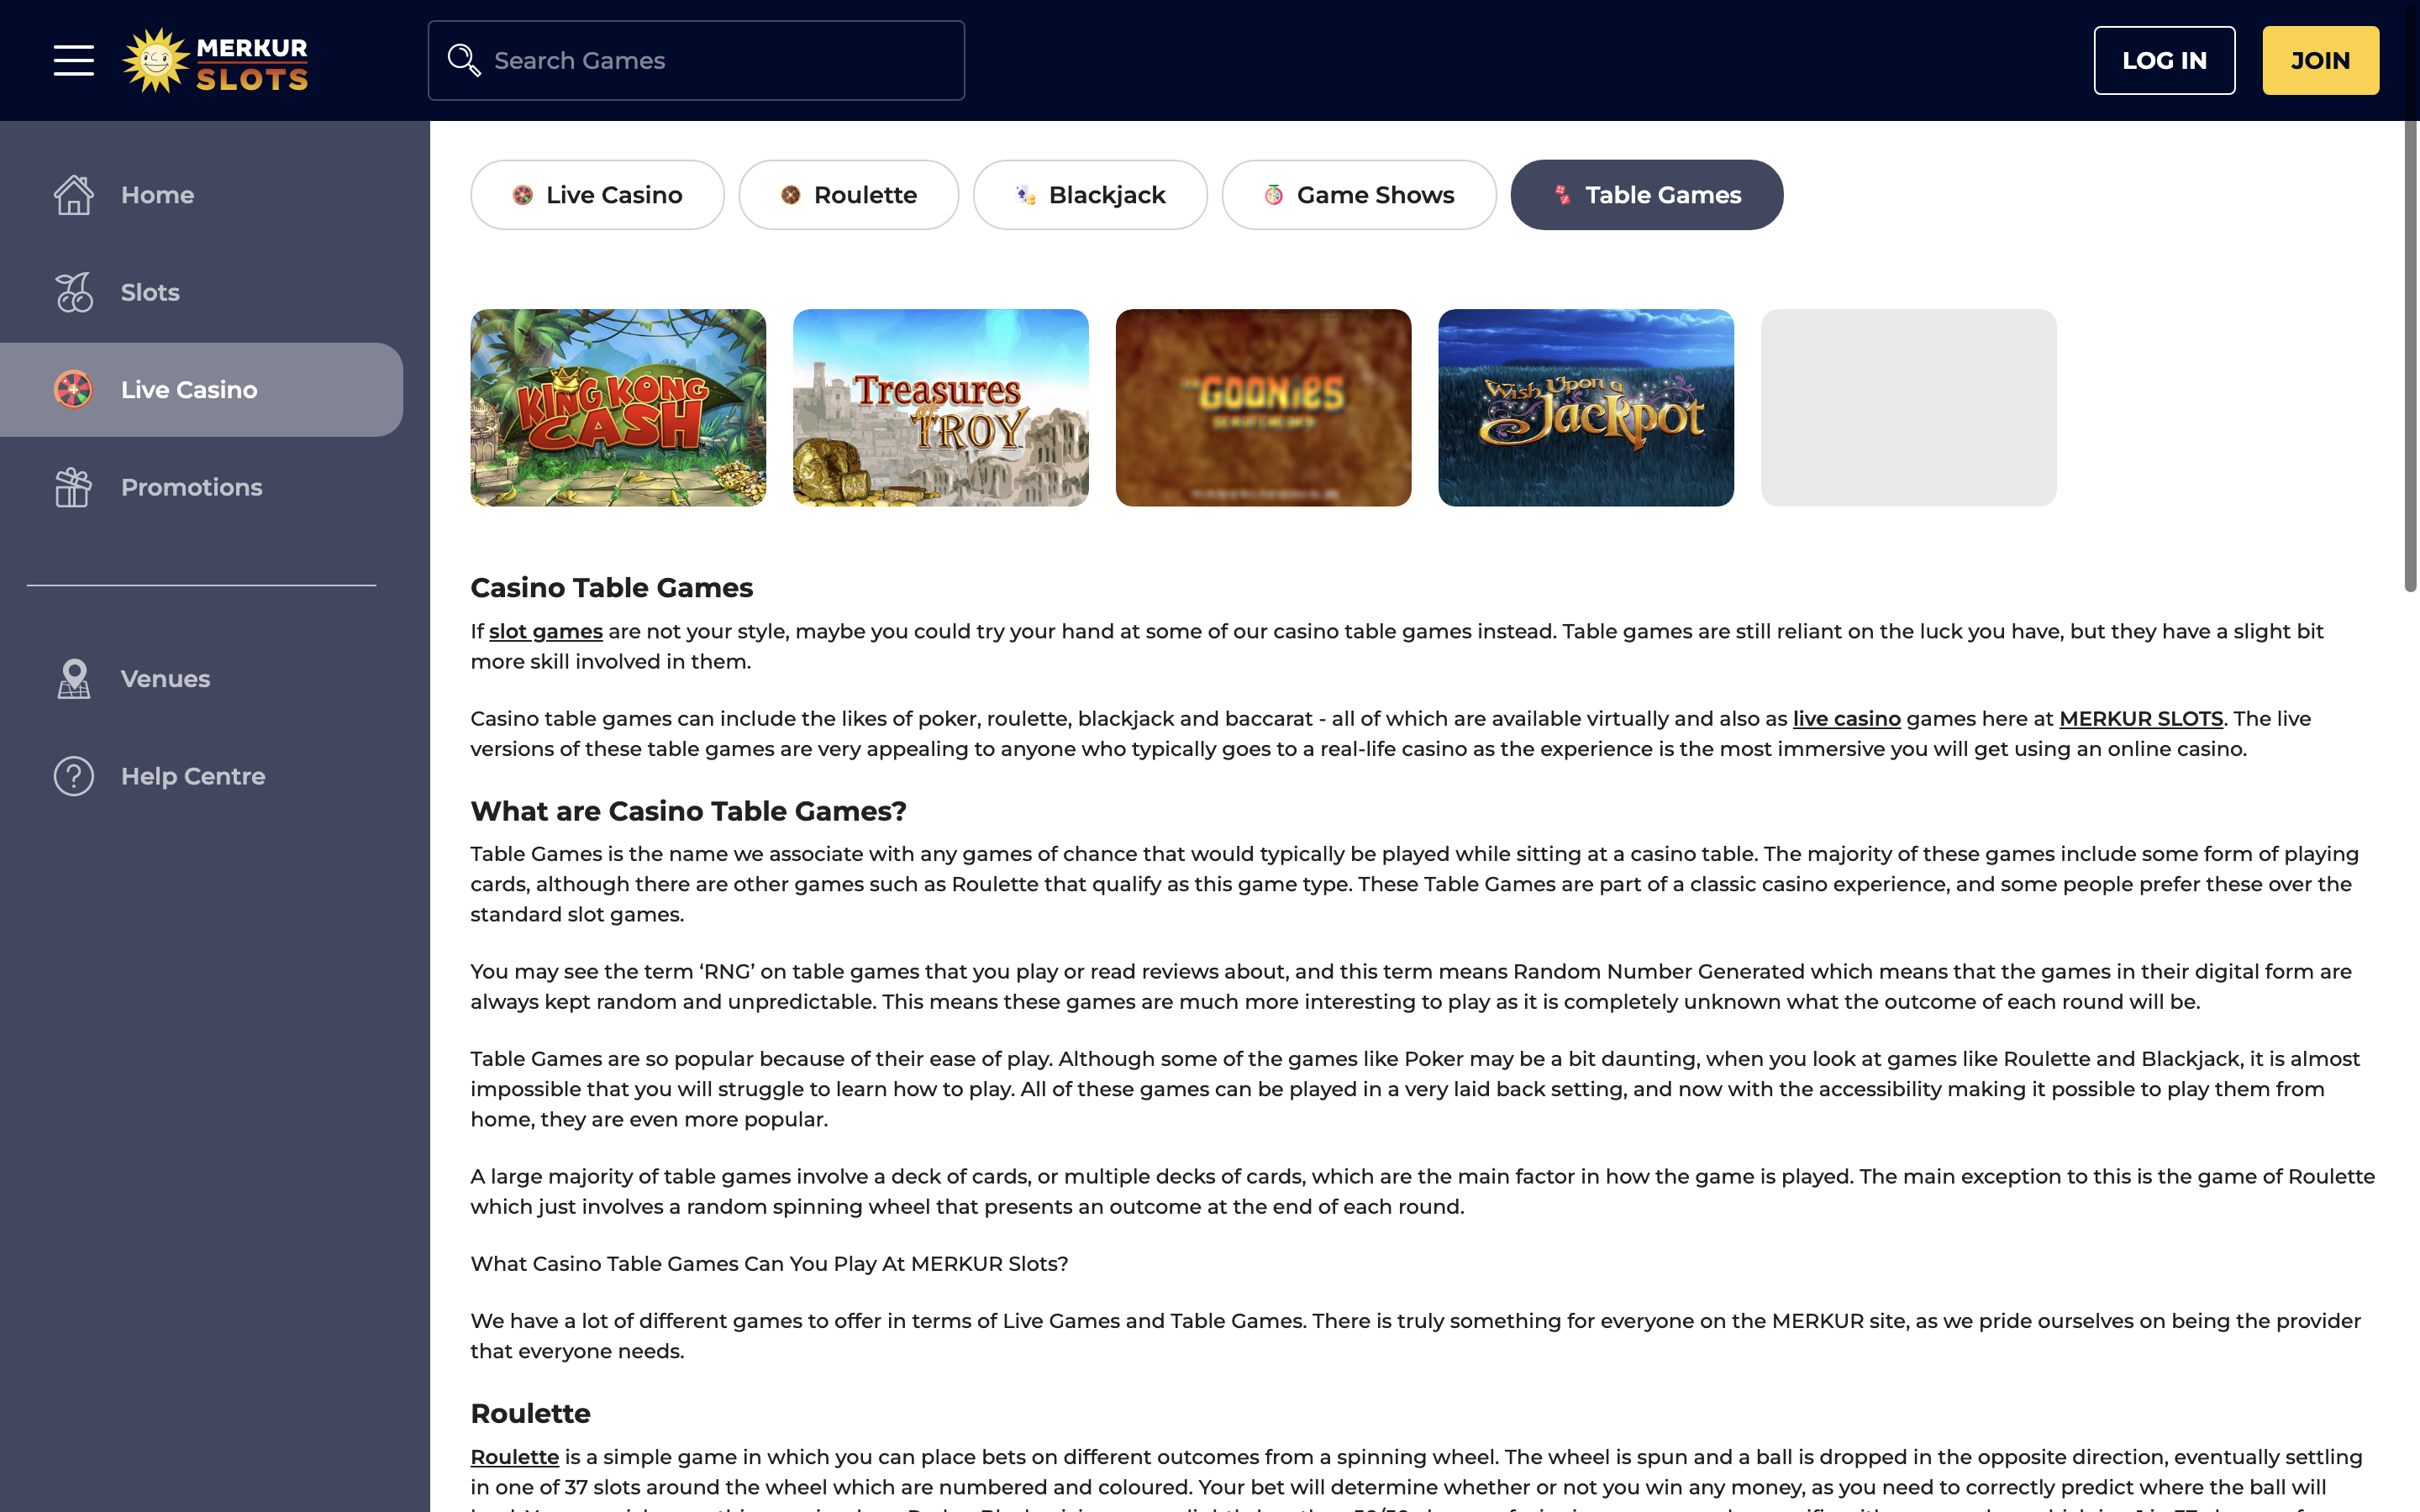 MERKUR
SLOTS
Search Games
LOG IN
JOIN
Home
Slots
Live Casino
Promotions
Venues
Help Centre
Live Casino
Roulette
Blackjack
Game Shows
Table Games
KING KONG
CASH
Treasures
of
TROY
GOONIES
Wish Upon a
Jackpot
Casino Table Games
If slot games are not your style, maybe you could try your hand at some of our casino table games instead. Table games are still reliant on the luck you have, but they have a slight bit
more skill involved in them.
Casino table games can include the likes of poker, roulette, blackjack and baccarat - all of which are available virtually and also as live casino games here at MERKUR SLOTS. The live
versions of these table games are very appealing to anyone who typically goes to a real-life casino as the experience is the most immersive you will get using an online casino.
What are Casino Table Games?
Table Games is the name we associate with any games of chance that would typically be played while sitting at a casino table. The majority of these games include some form of playing
cards, although there are other games such as Roulette that qualify as this game type. These Table Games are part of a classic casino experience, and some people prefer these over the
standard slot games.
You may see the term ‘RNG’ on table games that you play or read reviews about, and this term means Random Number Generated which means that the games in their digital form are
always kept random and unpredictable. This means these games are much more interesting to play as it is completely unknown what the outcome of each round will be.
Table Games are so popular because of their ease of play. Although some of the games like Poker may be a bit daunting, when you look at games like Roulette and Blackjack, it is almost
impossible that you will struggle to learn how to play. All of these games can be played in a very laid back setting, and now with the accessibility making it possible to play them from
home, they are even more popular.
A large majority of table games involve a deck of cards, or multiple decks of cards, which are the main factor in how the game is played. The main exception to this is the game of Roulette
which just involves a random spinning wheel that presents an outcome at the end of each round.
What Casino Table Games Can You Play At MERKUR Slots?
We have a lot of different games to offer in terms of Live Games and Table Games. There is truly something for everyone on the MERKUR site, as we pride ourselves on being the provider
that everyone needs.
Roulette
Roulette is a simple game in which you can place bets on different outcomes from a spinning wheel. The wheel is spun and a ball is dropped in the opposite direction, eventually settling
in one of 37 slots around the wheel which are numbered and coloured. Your bet will determine whether or not you win any money, as you need to correctly predict where the ball will